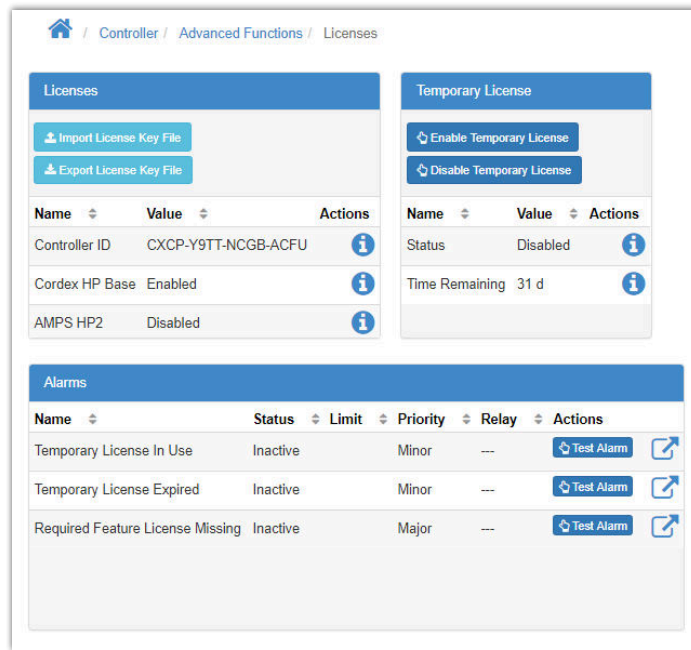 / Controller / Advanced Functions / Licenses
Licenses
Import License Key File
Export License Key File
Name Value Actions
Controller ID CXCP-Y9TT-NCGB-ACFU
Cordex HP Base Enabled
AMPS HP2 Disabled
Temporary License
Enable Temporary License
Disable Temporary License
Name Value Actions
Status Disabled
Time Remaining 31 d
Alarms
Name Status Limit Priority Relay Actions
Temporary License In Use Inactive Minor --- Test Alarm
Temporary License Expired Inactive Minor --- Test Alarm
Required Feature License Missing Inactive Major --- Test Alarm